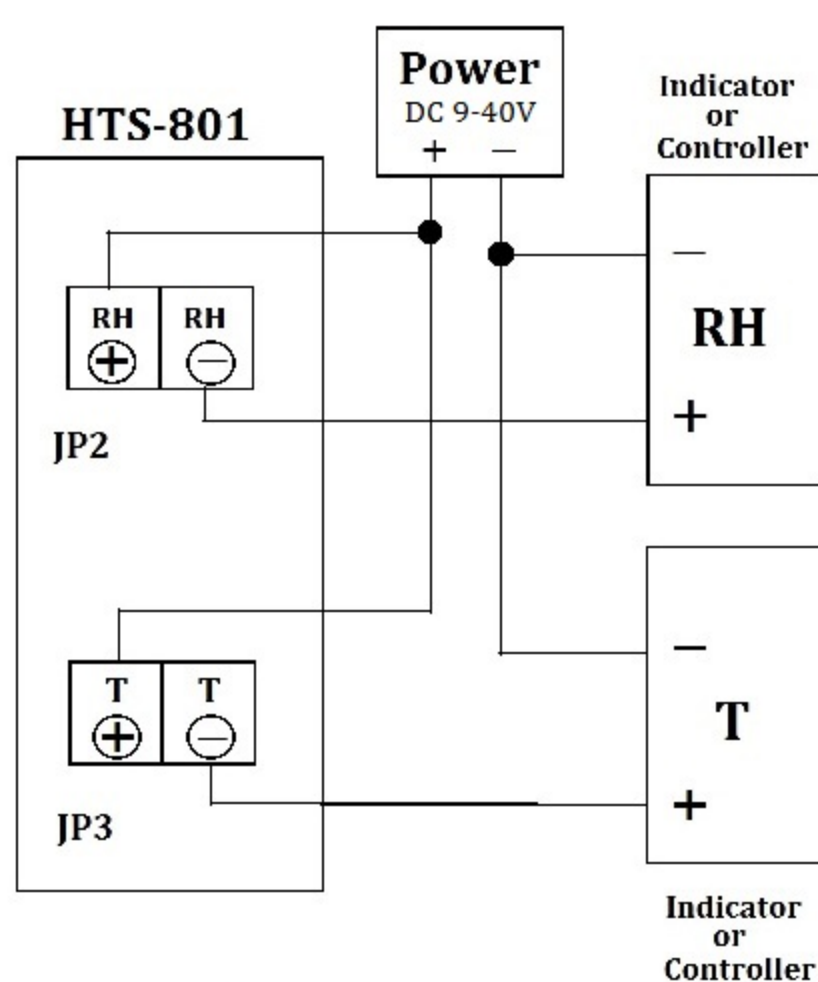 Power
DC 9-40V
+ −
HTS-801
Indicator
or
Controller
RH RH
+ −
JP2
−
RH
+
T T
+ −
JP3
−
T
+
Indicator
or
Controller